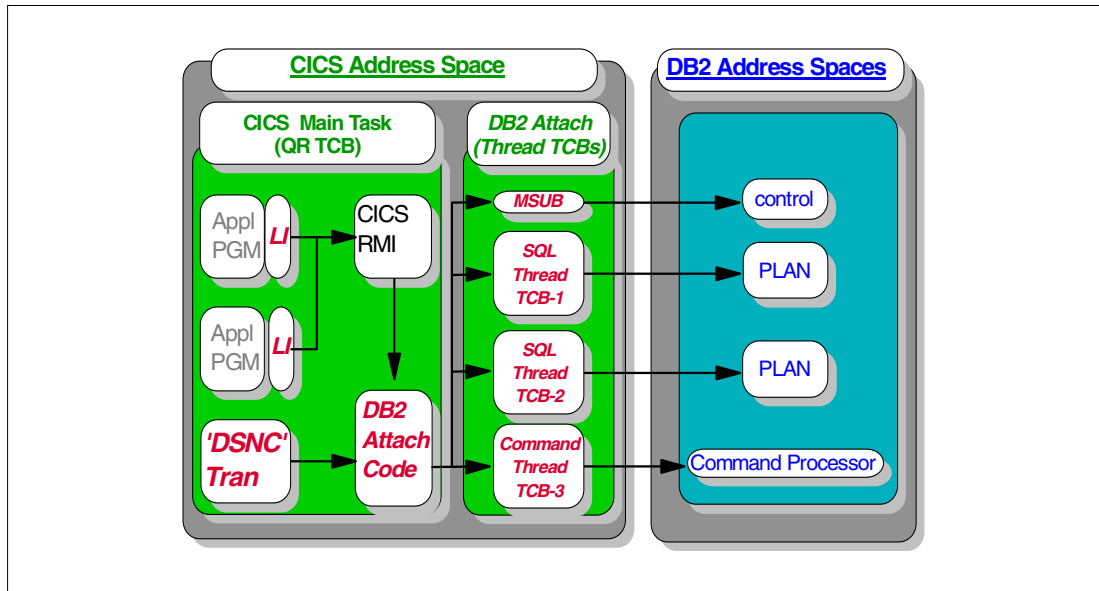 CICS Address Space
DB2 Address Spaces
CICS Main Task
(QR TCB)
DB2 Attach
(Thread TCBs)
Appl
PGM
LI
CICS
RMI
Appl
PGM
LI
'DSNC'
Tran
DB2
Attach
Code
MSUB
SQL
Thread
TCB-1
SQL
Thread
TCB-2
Command
Thread
TCB-3
control
PLAN
PLAN
Command Processor